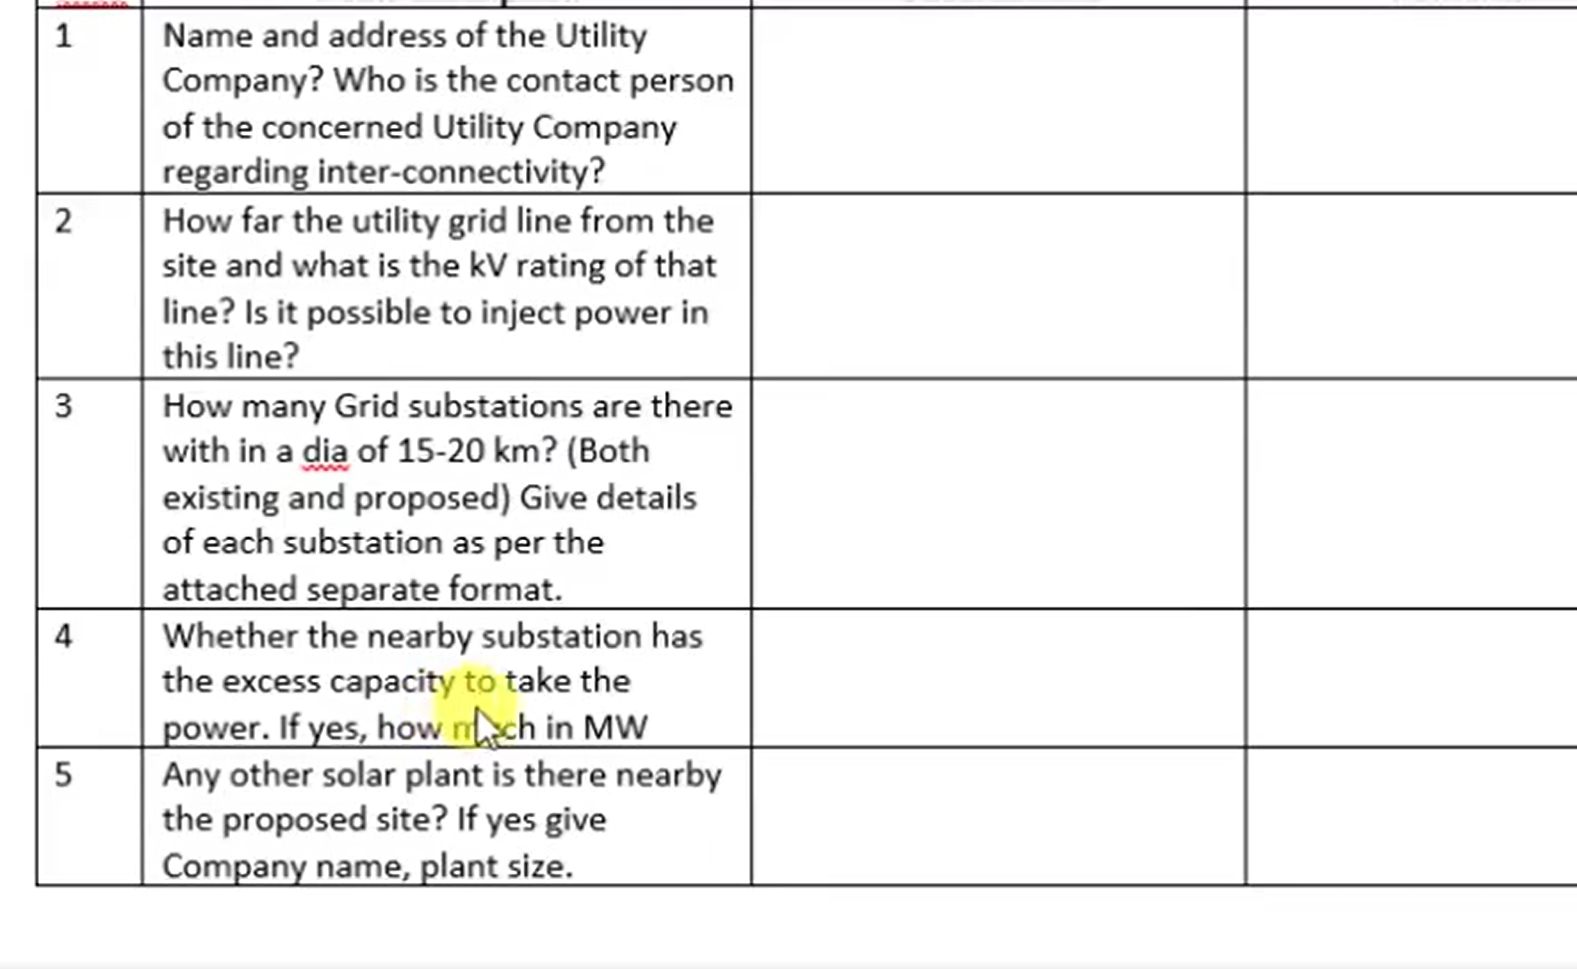 1
Name and address of the Utility
Company? Who is the contact person
of the concerned Utility Company
regarding inter-connectivity?
2
How far the utility grid line from the
site and what is the kV rating of that
line? Is it possible to inject power in
this line?
3
How many Grid substations are there
with in a dia of 15-20 km? (Both
existing and proposed) Give details
of each substation as per the
attached separate format.
4
Whether the nearby substation has
the excess capacity to take the
power. If yes, how much in MW
5
Any other solar plant is there nearby
the proposed site? If yes give
Company name, plant size.